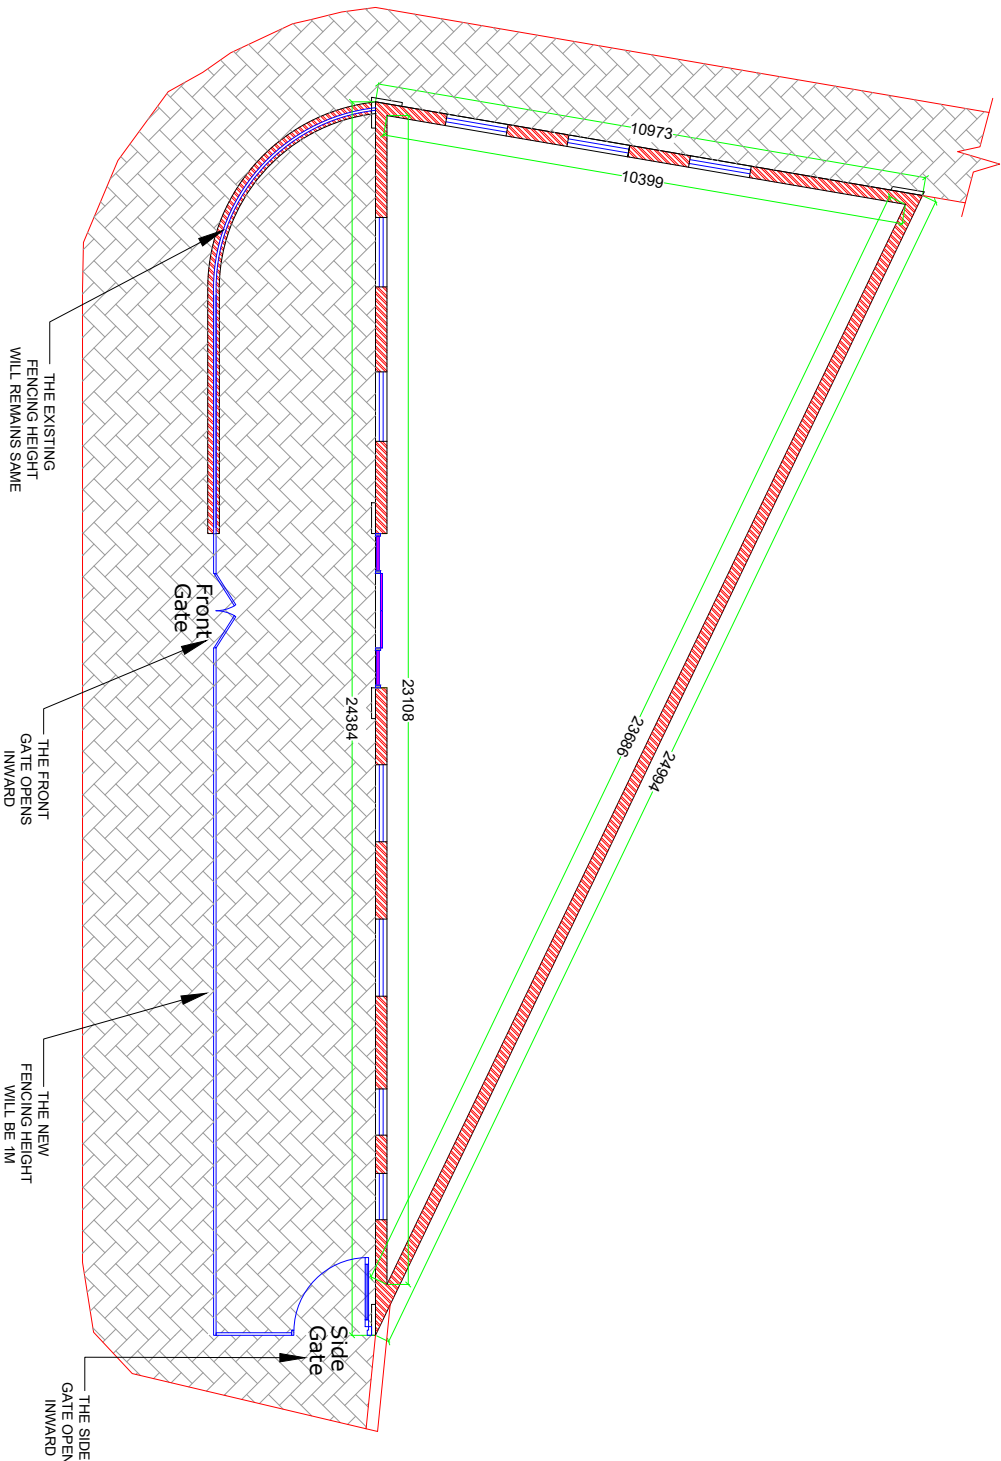 10973
10399
THE EXISTING
FENCING HEIGHT
WILL REMAINS SAME
Front
Gate
THE FRONT
GATE OPENS
INWARD
23108
24384
23686
24994
THE NEW
FENCING HEIGHT
WILL BE 1M
Side
Gate
THE SIDE
GATE OPEN
INWARD